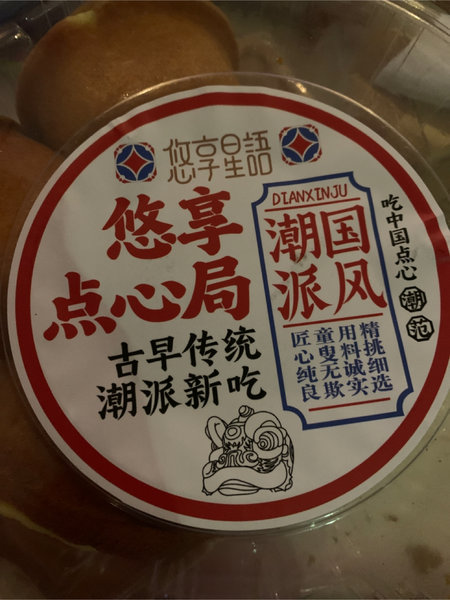 悠享星語
悠享
点心局
古早传统
潮派新吃
DIANXINJU
国风
潮派
精挑细选
用料诚实
童叟无欺
匠心纯良
吃中国点心
潮范